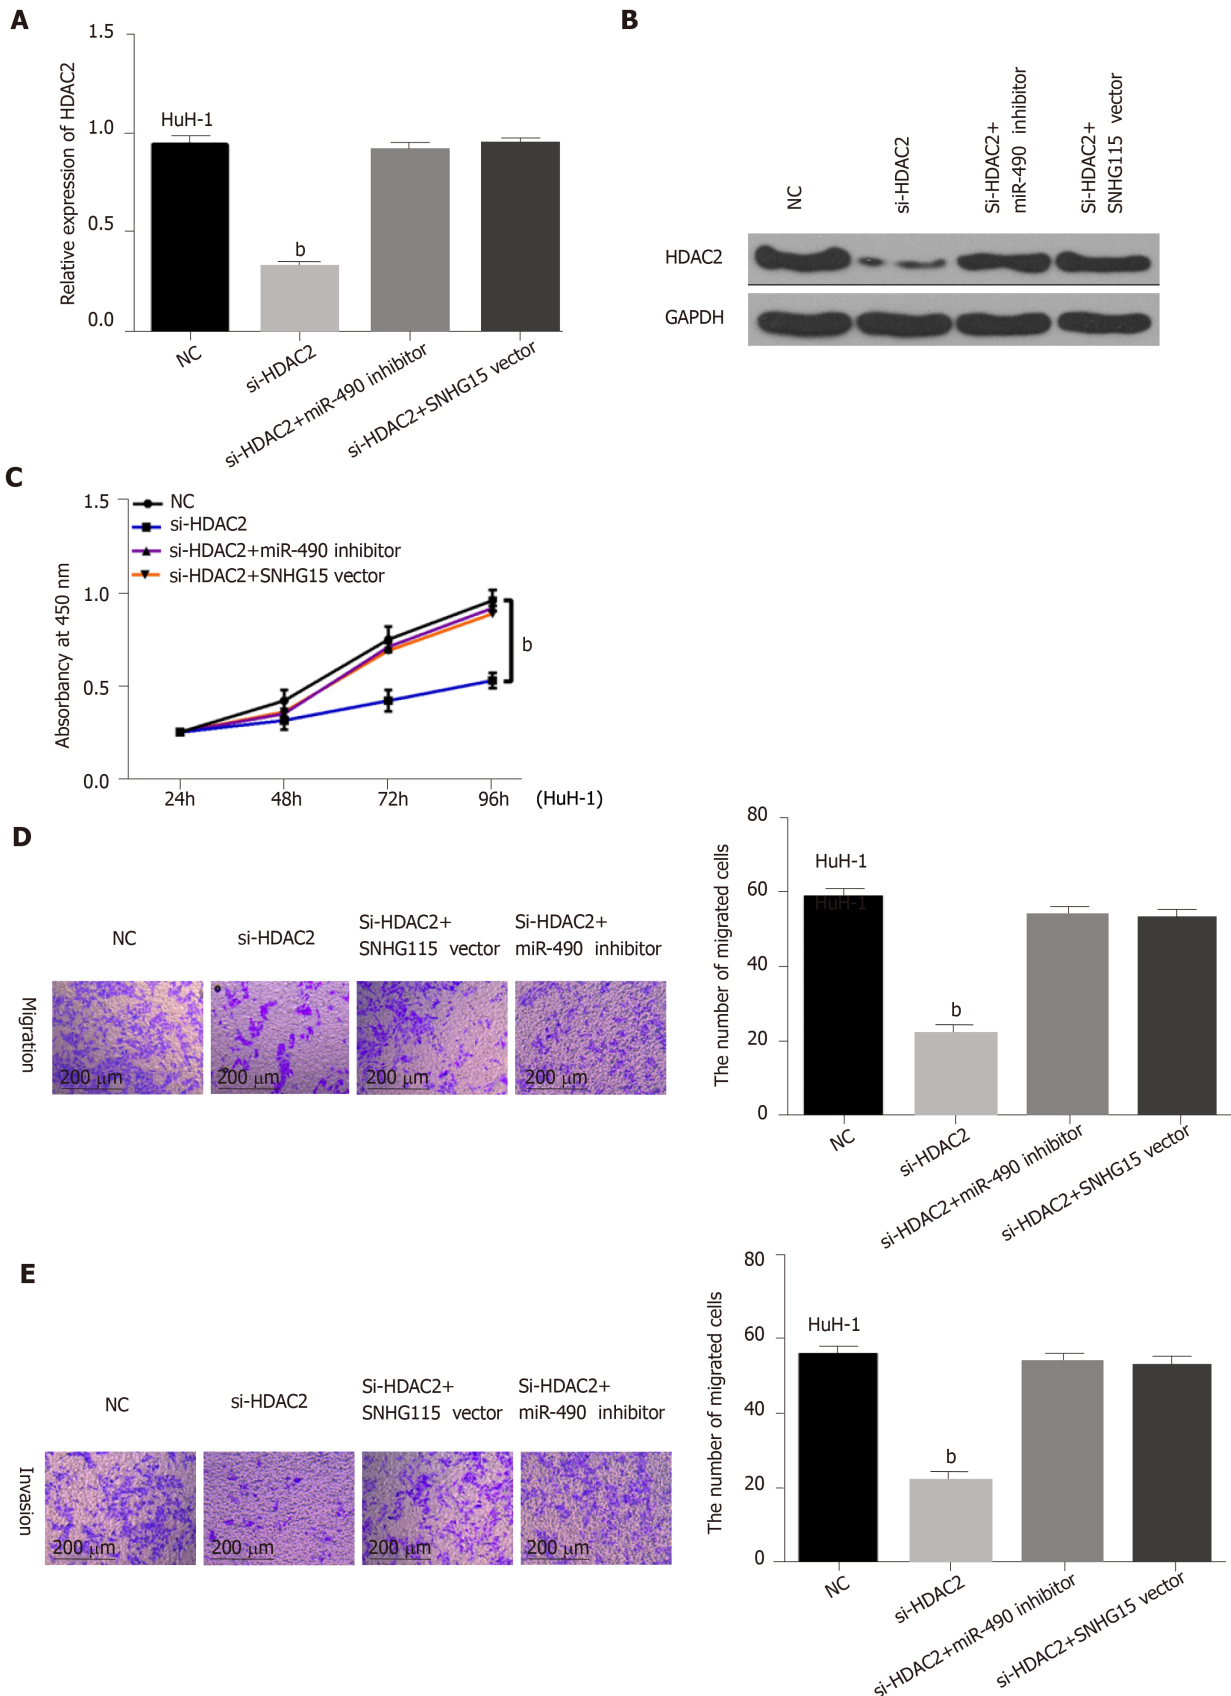 A
Relative expression of HDAC2
1.5
1.0
0.5
0.0
HuH-1
b
NC
si-HDAC2
si-HDAC2+miR-490 inhibitor
si-HDAC2+SNHG15 vector
B
NC
si-HDAC2
Si-HDAC2+
miR-490 inhibitor
Si-HDAC2+
SNHG115 vector
HDAC2
GAPDH
C
Absorbancy at 450 nm
1.5
1.0
0.5
0.0
NC
si-HDAC2
si-HDAC2+miR-490 inhibitor
si-HDAC2+SNHG15 vector
b
24h
48h
72h
96h
(HuH-1)
D
Migration
NC
si-HDAC2
Si-HDAC2+
SNHG115 vector
Si-HDAC2+
miR-490 inhibitor
200 μm
200 μm
200 μm
200 μm
The number of migrated cells
80
60
40
20
0
HuH-1
HuH-1
b
NC
si-HDAC2
si-HDAC2+miR-490 inhibitor
si-HDAC2+SNHG15 vector
E
Invasion
NC
si-HDAC2
Si-HDAC2+
SNHG115 vector
Si-HDAC2+
miR-490 inhibitor
200 μm
200 μm
200 μm
200 μm
The number of migrated cells
80
60
40
20
0
HuH-1
b
NC
si-HDAC2
si-HDAC2+miR-490 inhibitor
si-HDAC2+SNHG15 vector